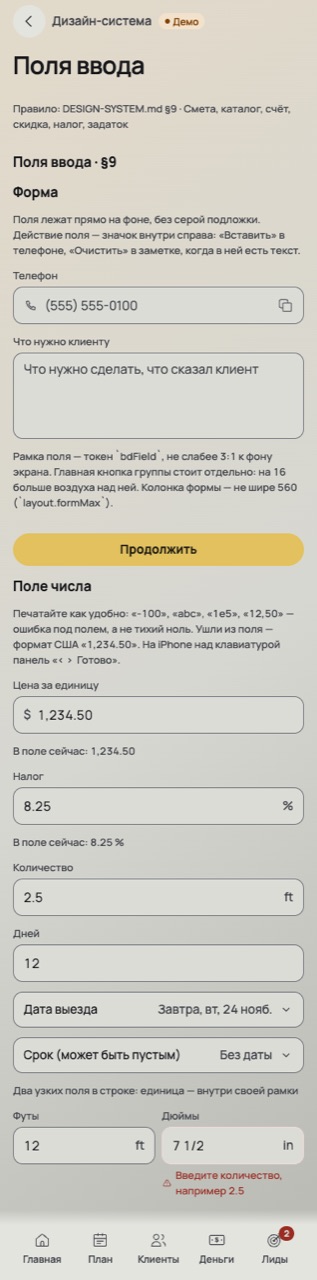 Дизайн-система
Демо
Поля ввода
Правило: DESIGN-SYSTEM.md §9 · Смета, каталог, счёт,
скидка, налог, задаток
Поля ввода · §9
Форма
Поля лежат прямо на фоне, без серой подложки.
Действие поля — значок внутри справа: «Вставить» в
телефоне, «Очистить» в заметке, когда в ней есть текст.
Телефон
(555) 555-0100
Что нужно клиенту
Что нужно сделать, что сказал клиент
Рамка поля — токен `bdField`, не слабее 3:1 к фону
экрана. Главная кнопка группы стоит отдельно: на 16
больше воздуха над ней. Колонка формы — не шире 560
(`layout.formMax`).
Продолжить
Поле числа
Печатайте как удобно: «-100», «abc», «1e5», «12,50» —
ошибка под полем, а не тихий ноль. Ушли из поля —
формат США «1,234.50». На iPhone над клавиатурой
панель «‹ › Готово».
Цена за единицу
$ 1,234.50
В поле сейчас: 1,234.50
Налог
8.25 %
В поле сейчас: 8.25 %
Количество
2.5 ft
Дней
12
Дата выезда Завтра, вт, 24 нояб.
Срок (может быть пустым) Без даты
Два узких поля в строке: единица — внутри своей рамки
Футы Дюймы
12 ft 7 1/2 in
Введите количество,
например 2.5
2
Главная План Клиенты Деньги Лиды